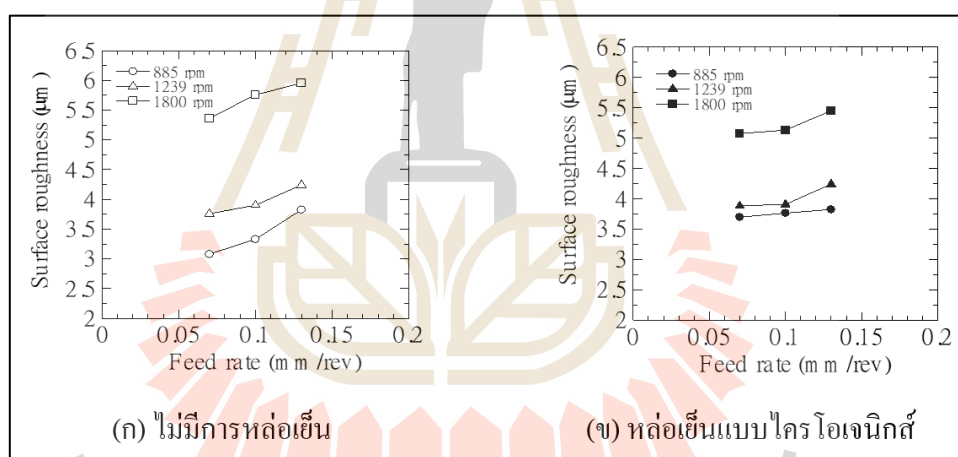 6.5
6
5.5
5
4.5
4
3.5
3
2.5
2
Surface roughness (μm)
885 rpm
1239 rpm
1800 rpm
0
0.05
0.1
0.15
0.2
Feed rate (mm/rev)
(ก) ไม่มีการหล่อเย็น
6.5
6
5.5
5
4.5
4
3.5
3
2.5
2
Surface roughness (μm)
885 rpm
1239 rpm
1800 rpm
0
0.05
0.1
0.15
0.2
Feed rate (mm/rev)
(ข) หล่อเย็นแบบไครโอเจนิกส์